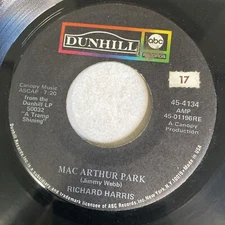 DUNHILL
abc
RECORDS
17
Canopy Music
ASCAP - 7:20
from the
Dunhill LP
50032
"A Tramp
Shining"
45-4134
AMP
45-01196RE
A Canopy
Production
MAC ARTHUR PARK
(Jimmy Webb)
RICHARD HARRIS